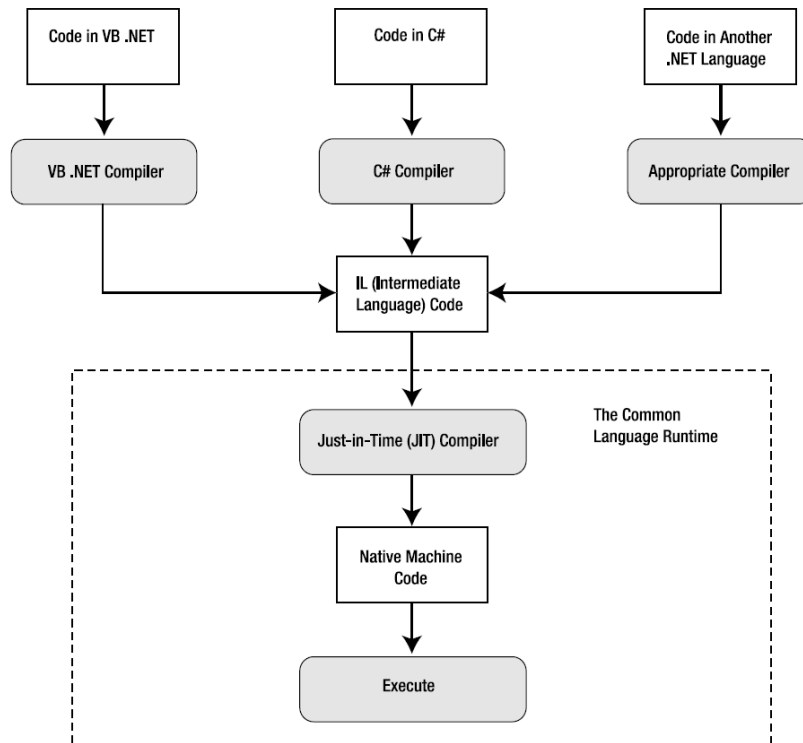 Code in VB .NET
Code in C#
Code in Another
.NET Language
VB .NET Compiler
C# Compiler
Appropriate Compiler
IL (Intermediate
Language) Code
The Common
Language Runtime
Just-in-Time (JIT) Compiler
Native Machine
Code
Execute